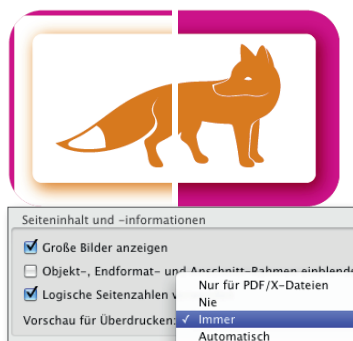 Seiteninhalt und -informationen
Große Bilder anzeigen
Objekt-, Endformat- und Anschnitt-Rahmen einblende
Logische Seitenzahlen
Nur für PDF/X-Dateien
Nie
Vorschau für Überdrucken:
Immer
Automatisch